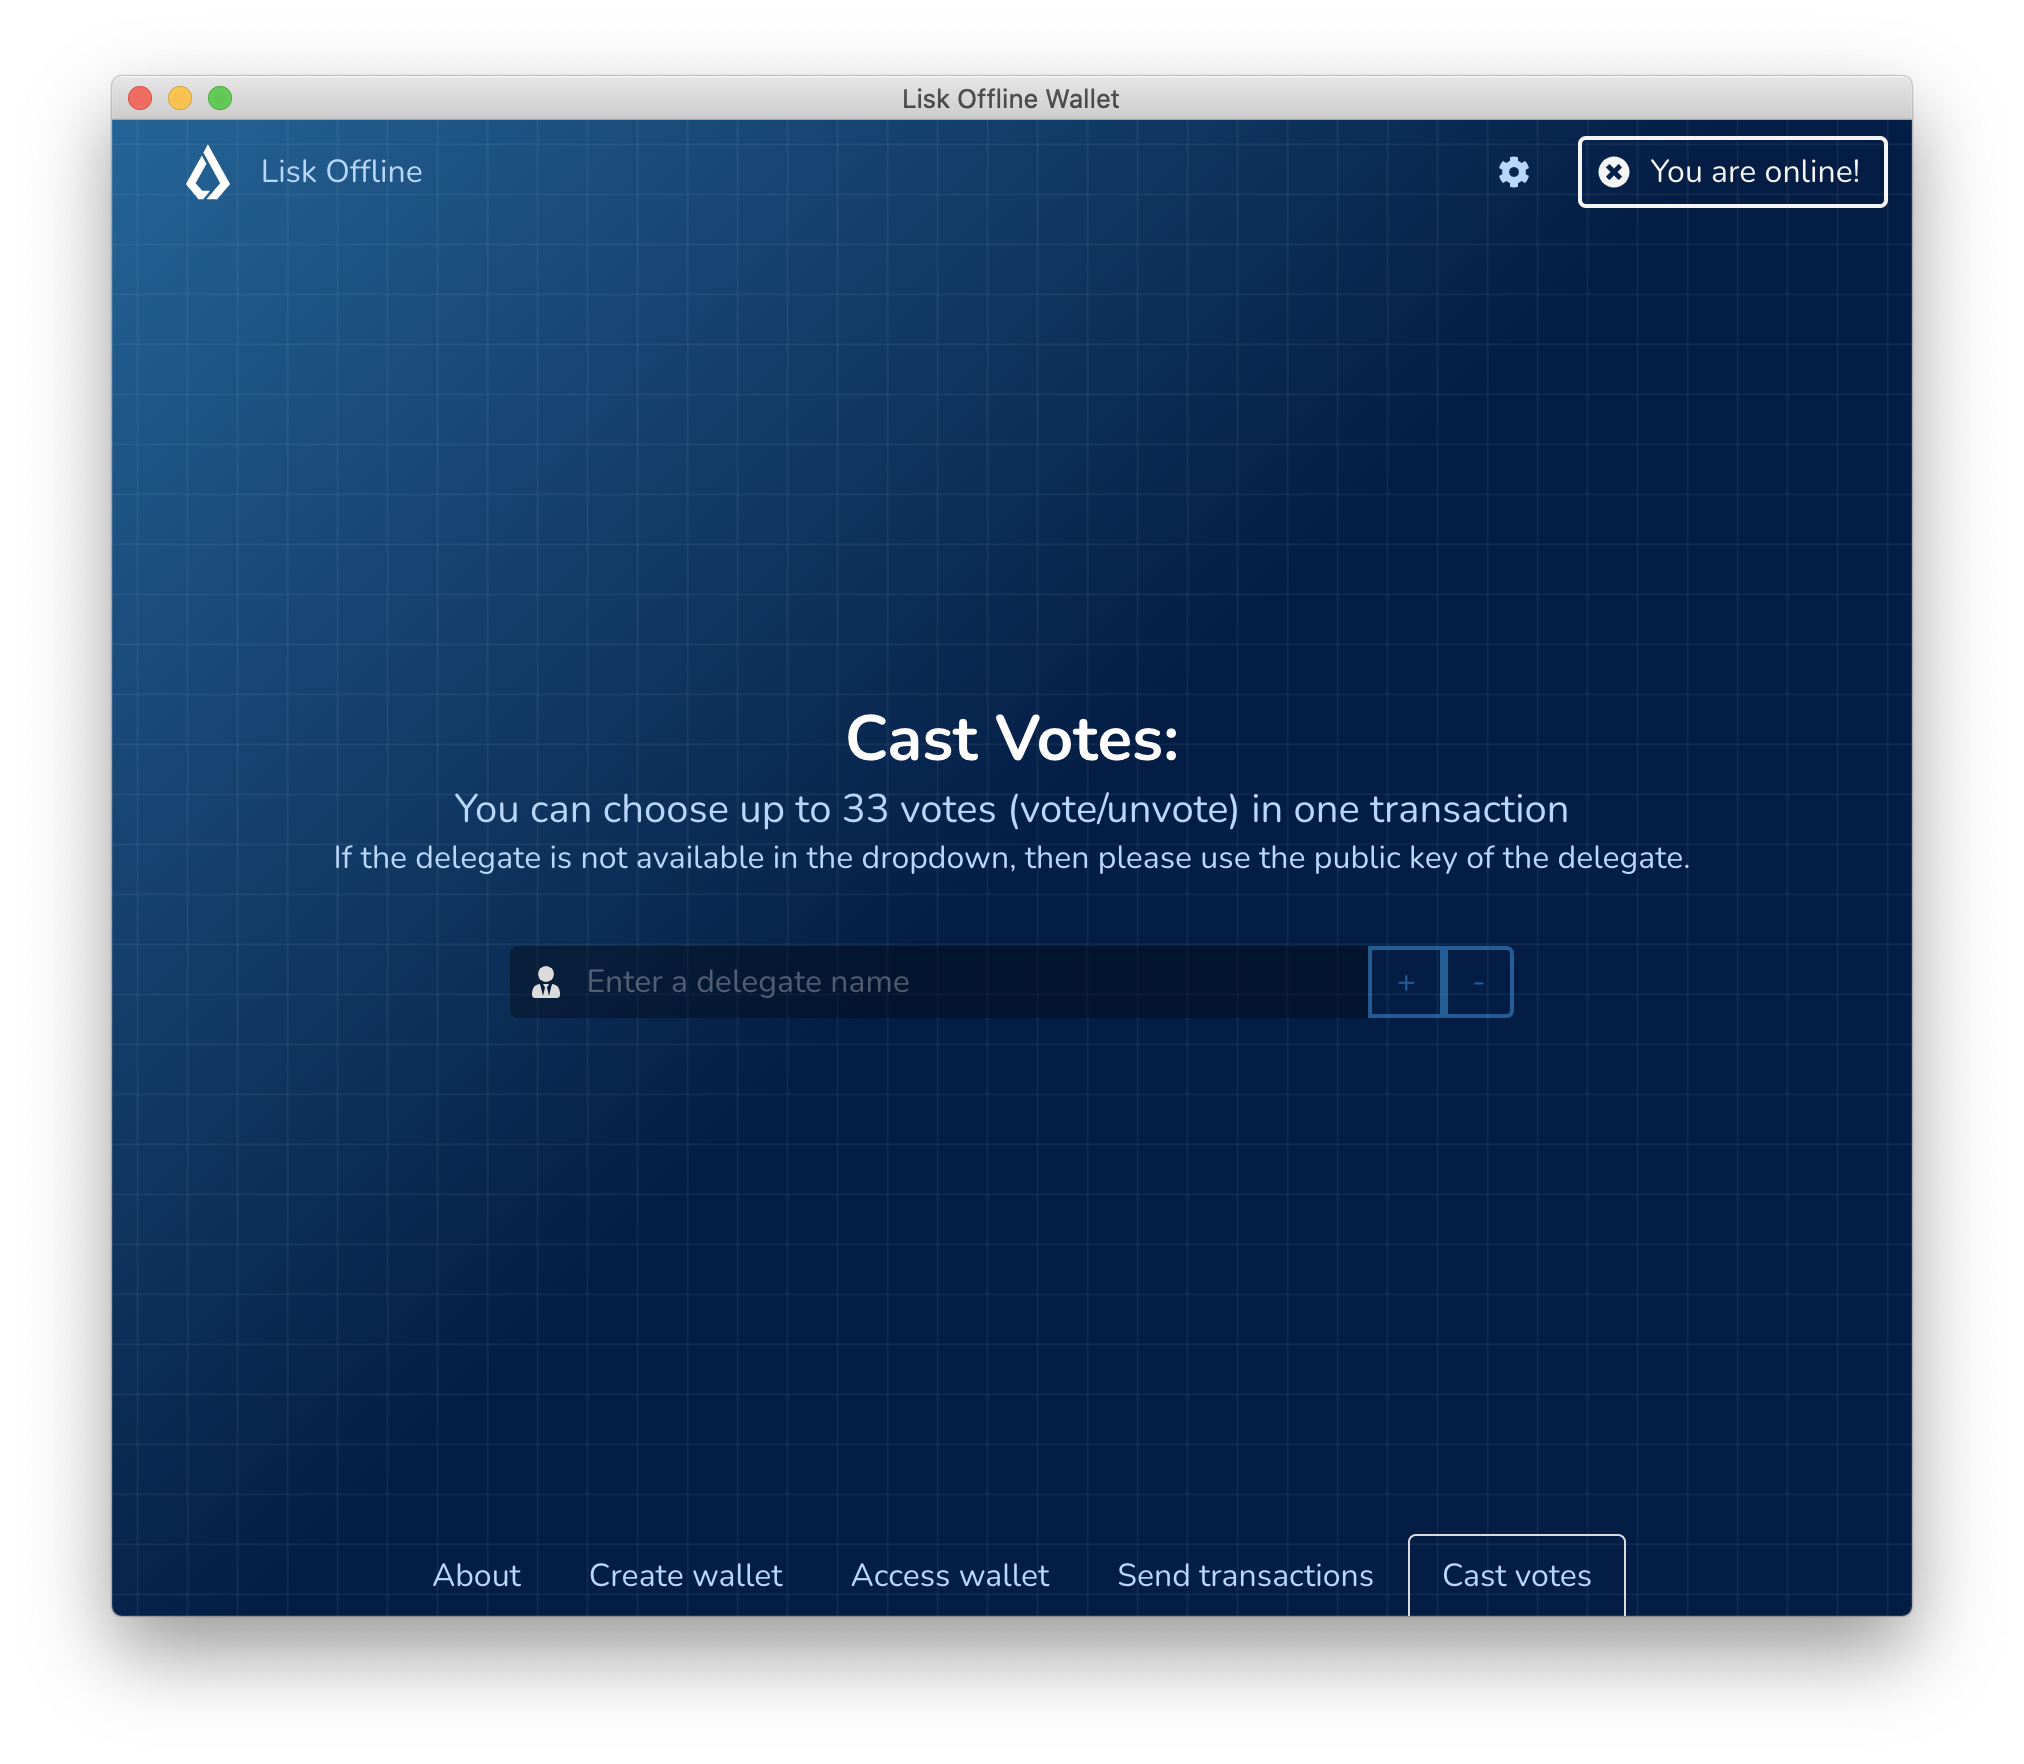 Lisk Offline Wallet
Lisk Offline
You are online!
Cast Votes:
You can choose up to 33 votes (vote/unvote) in one transaction
If the delegate is not available in the dropdown, then please use the public key of the delegate.
Enter a delegate name + -
About Create wallet Access wallet Send transactions Cast votes